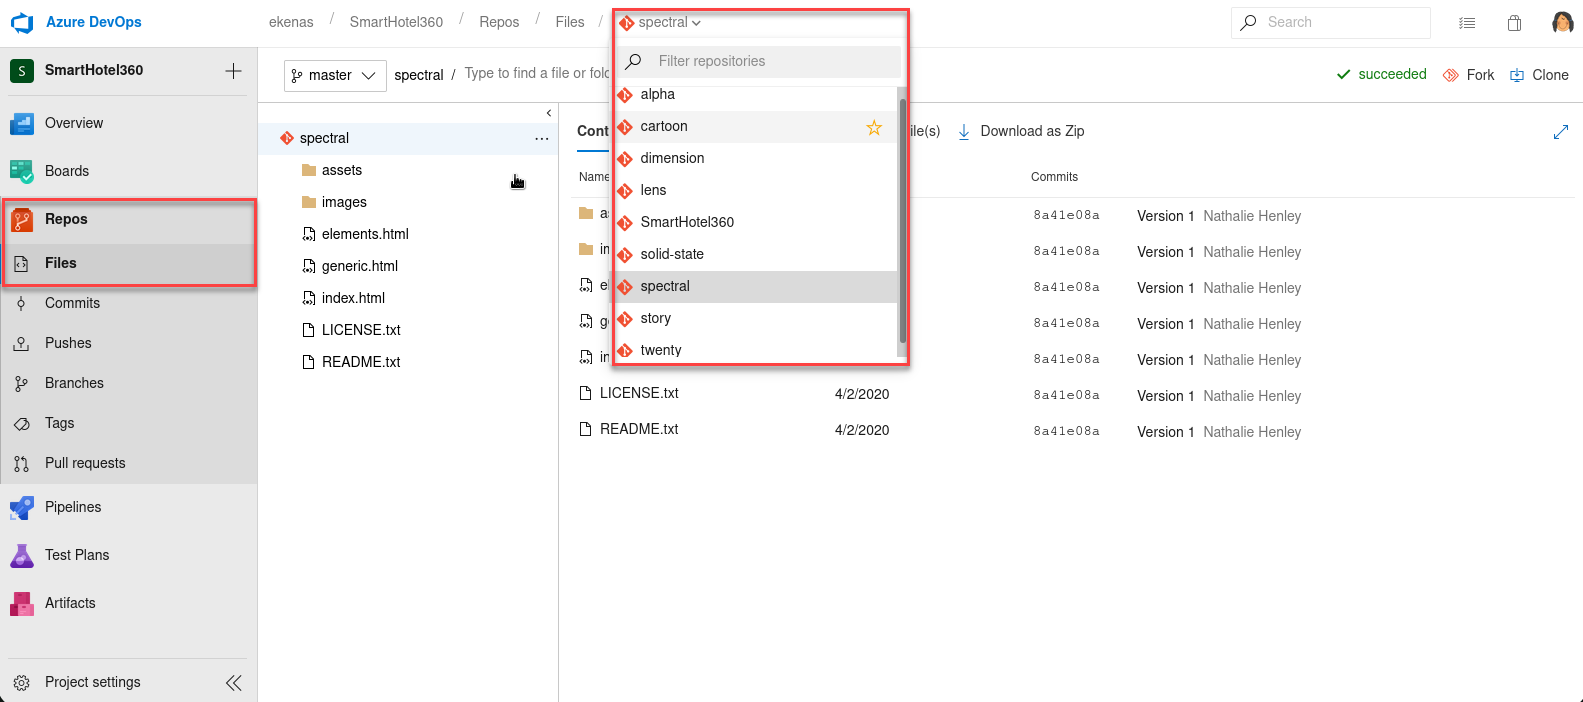 Azure DevOps
ekenas / SmartHotel360 / Repos / Files / spectral
Search
S SmartHotel360
Overview
Boards
Repos
Files
Commits
Pushes
Branches
Tags
Pull requests
Pipelines
Test Plans
Artifacts
Project settings
master
spectral / Type to find a file or fold
succeeded
Fork
Clone
spectral
assets
images
elements.html
generic.html
index.html
LICENSE.txt
README.txt
Filter repositories
alpha
cartoon
dimension
lens
SmartHotel360
solid-state
spectral
story
twenty
Cont
ile(s)
Download as Zip
Name
Commits
8a41e08a Version 1 Nathalie Henley
8a41e08a Version 1 Nathalie Henley
8a41e08a Version 1 Nathalie Henley
8a41e08a Version 1 Nathalie Henley
8a41e08a Version 1 Nathalie Henley
LICENSE.txt 4/2/2020 8a41e08a Version 1 Nathalie Henley
README.txt 4/2/2020 8a41e08a Version 1 Nathalie Henley